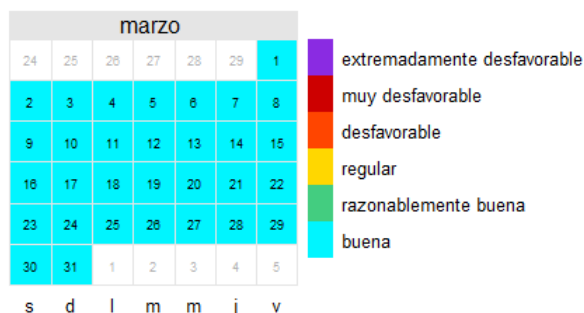 marzo
24 25 26 27 28 29 1
2 3 4 5 6 7 8
9 10 11 12 13 14 15
16 17 18 19 20 21 22
23 24 25 26 27 28 29
30 31 1 2 3 4 5
s d l m m j v
extremadamente desfavorable
muy desfavorable
desfavorable
regular
razonablemente buena
buena